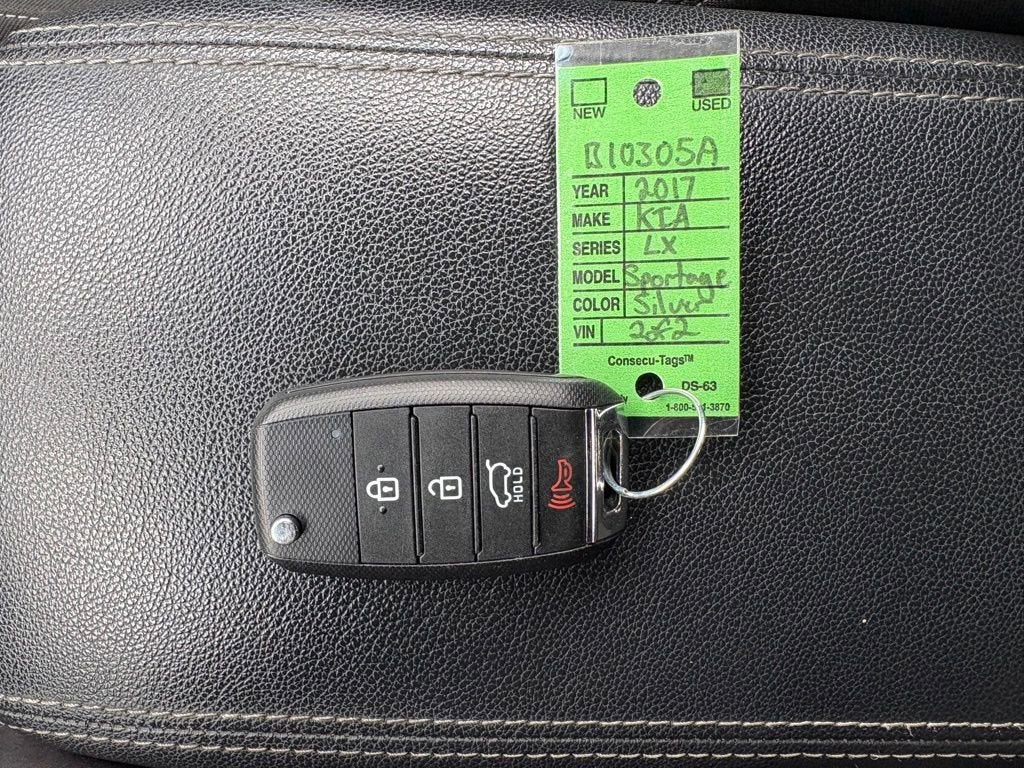 NEW USED
B10305A
YEAR 2017
MAKE KIA
SERIES LX
MODEL Sportage
COLOR Silver
VIN 2of2
Consecu-Tags™
DS-63
HOLD